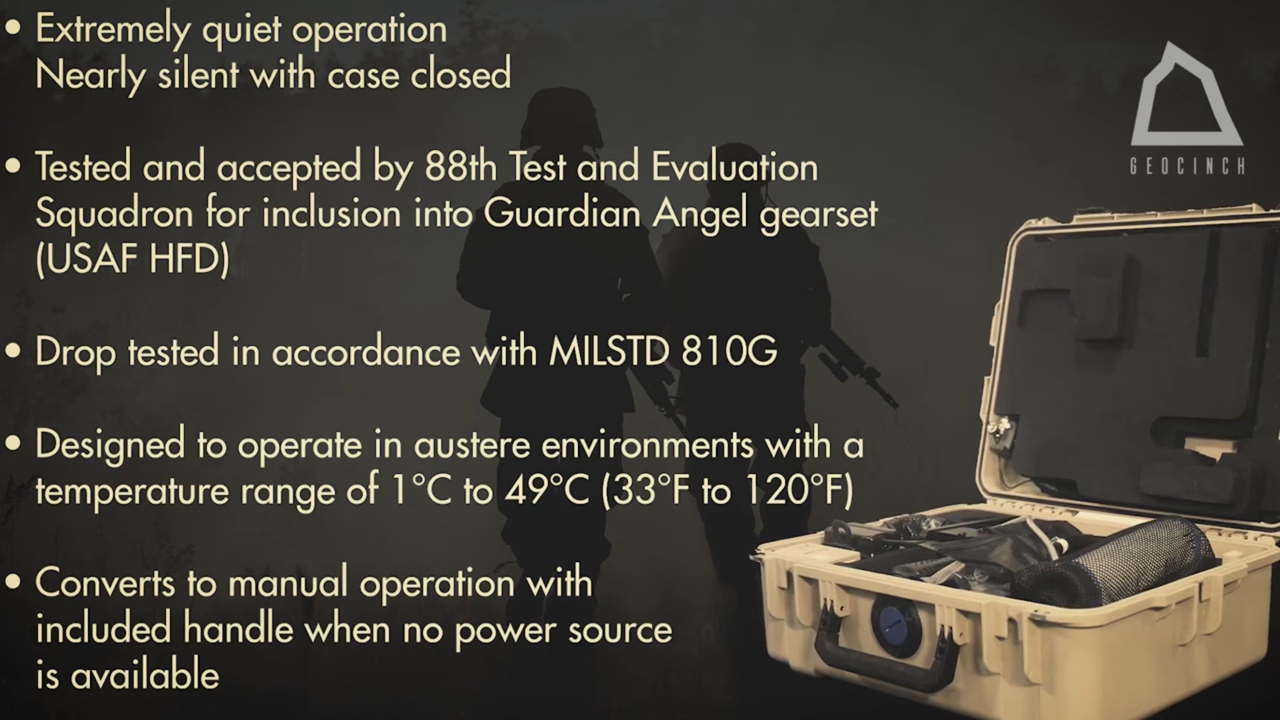 • Extremely quiet operation
Nearly silent with case closed
• Tested and accepted by 88th Test and Evaluation
Squadron for inclusion into Guardian Angel gearset
(USAF HFD)
• Drop tested in accordance with MILSTD 810G
• Designed to operate in austere environments with a
temperature range of 1°C to 49°C (33°F to 120°F)
• Converts to manual operation with
included handle when no power source
is available
GEOCINCH